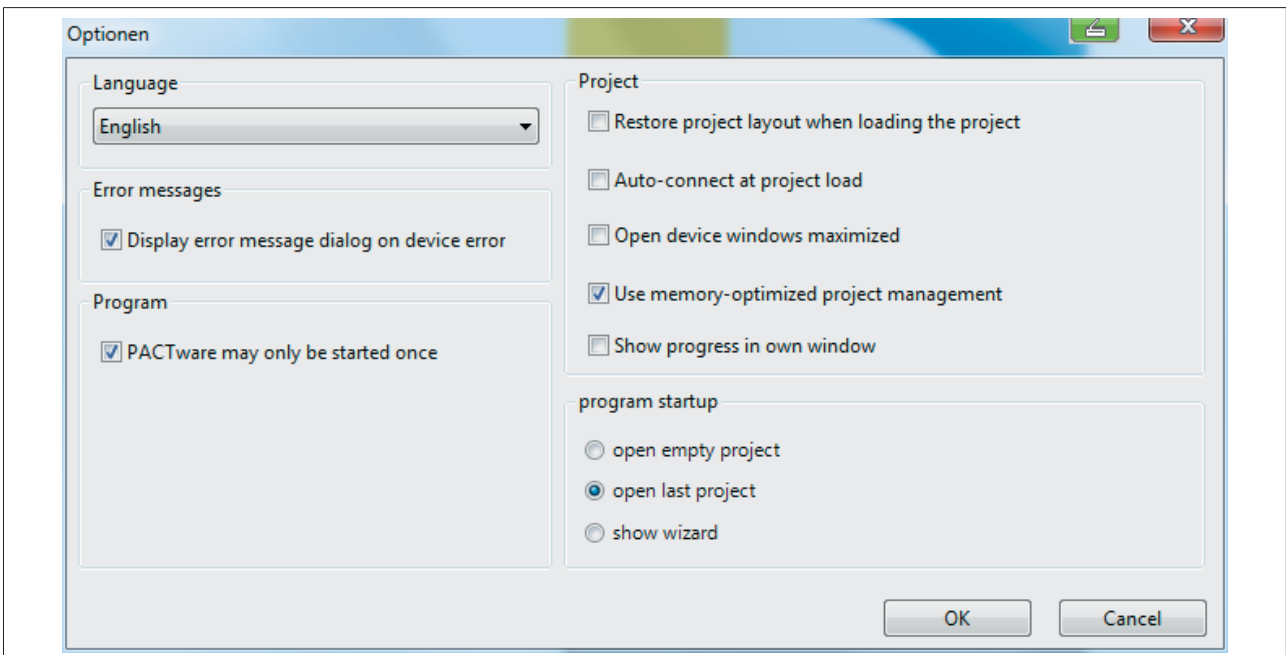 Optionen
Language
English
Error messages
Display error message dialog on device error
Program
PACTware may only be started once
Project
Restore project layout when loading the project
Auto-connect at project load
Open device windows maximized
Use memory-optimized project management
Show progress in own window
program startup
open empty project
open last project
show wizard
OK
Cancel